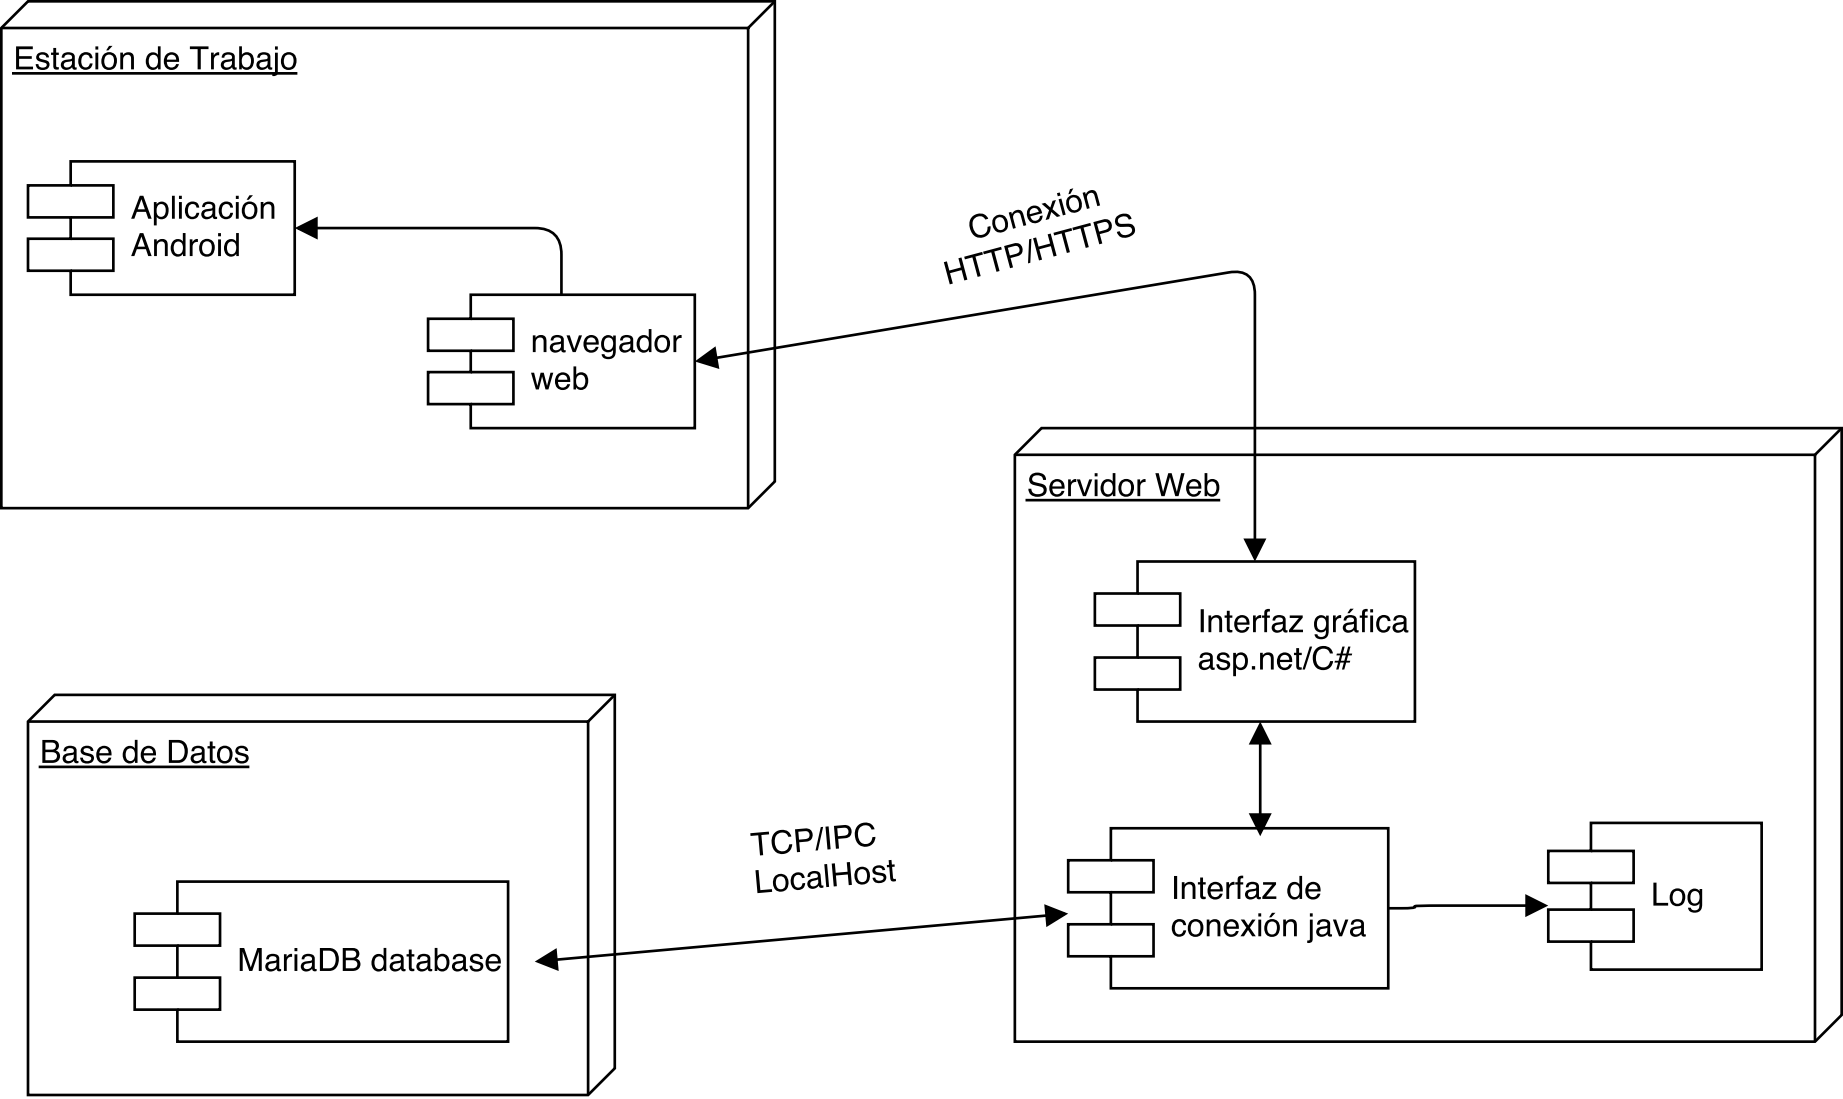 Estación de Trabajo
Aplicación
Android
navegador
web
Conexión
HTTP/HTTPS
Servidor Web
Interfaz gráfica
asp.net/C#
Base de Datos
MariaDB database
TCP/IPC
LocalHost
Interfaz de
conexión java
Log